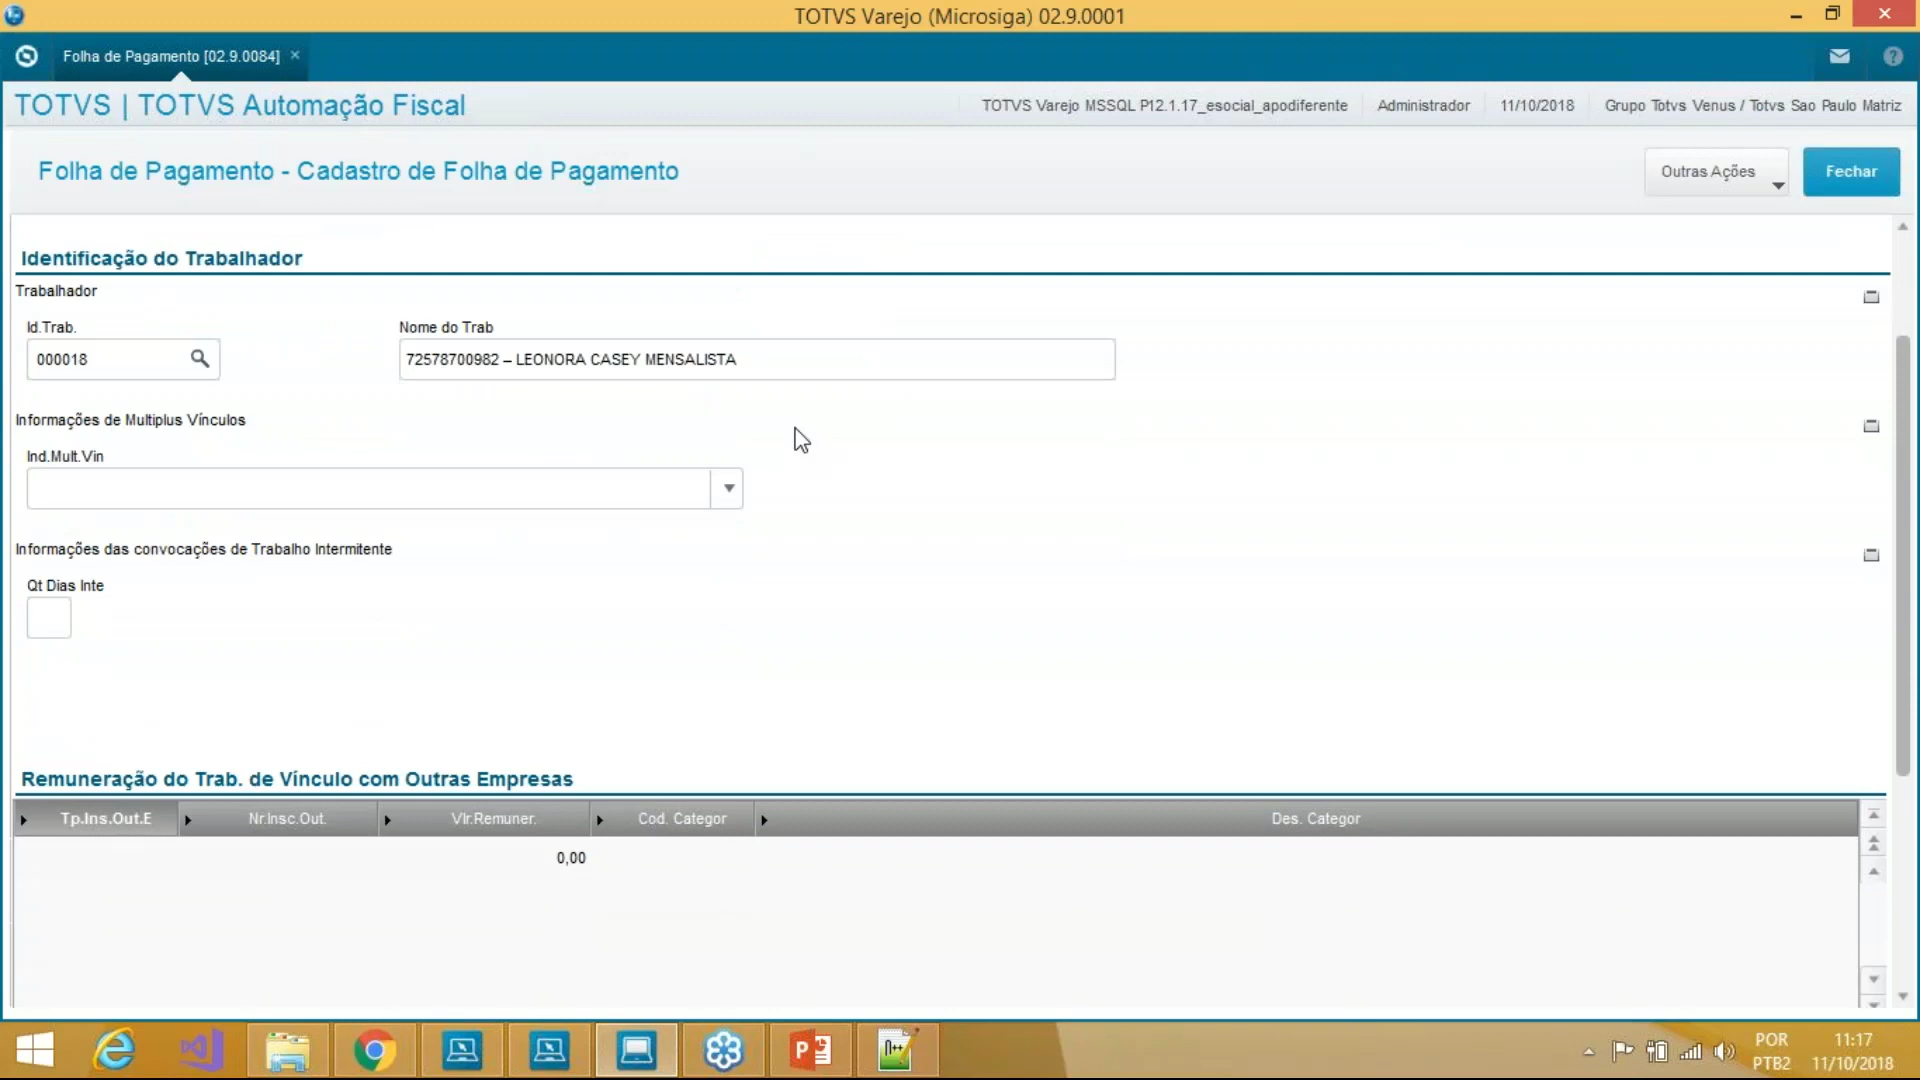 TOTVS Varejo (Microsiga) 02.9.0001
Folha de Pagamento [02.9.0084] ×
TOTVS | TOTVS Automação Fiscal
TOTVS Varejo MSSQL P12.1.17_esocial_apodiferente
Administrador
11/10/2018
Grupo Totvs Venus / Totvs Sao Paulo Matriz
Folha de Pagamento - Cadastro de Folha de Pagamento
Outras Ações
Fechar
Identificação do Trabalhador
Trabalhador
Id.Trab.
Nome do Trab
000018
72578700982 – LEONORA CASEY MENSALISTA
Informações de Multiplus Vínculos
Ind.Mult.Vin
Informações das convocações de Trabalho Intermitente
Qt Dias Inte
Remuneração do Trab. de Vínculo com Outras Empresas
Tp.Ins.Out.E
Nr.Insc.Out.
Vlr.Remuner.
Cod. Categor
Des. Categor
0,00
POR
11:17
PTB2
11/10/2018